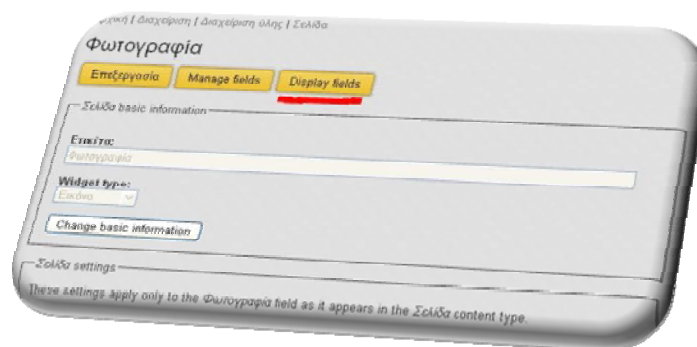 Αρχική | Διαχείριση | Διαχείριση ύλης | Σελίδα
Φωτογραφία
Επεξεργασία Manage fields Display fields
Σελίδα basic information
Ετικέτα:
Φωτογραφία
Widget type:
Εικόνα
Change basic information
Σελίδα settings
These settings apply only to the Φωτογραφία field as it appears in the Σελίδα content type.